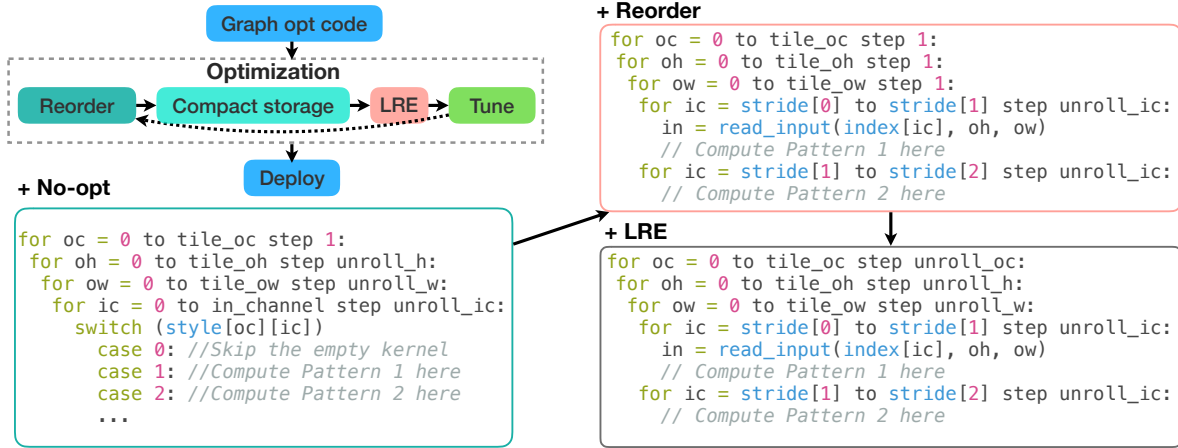 Graph opt code
Optimization
Reorder
Compact storage
LRE
Tune
Deploy
+ No-opt
for oc = 0 to tile_oc step 1:
for oh = 0 to tile_oh step unroll_h:
for ow = 0 to tile_ow step unroll_w:
for ic = 0 to in_channel step unroll_ic:
switch (style[oc][ic])
case 0: //Skip the empty kernel
case 1: //Compute Pattern 1 here
case 2: //Compute Pattern 2 here
...
+ Reorder
for oc = 0 to tile_oc step 1:
for oh = 0 to tile_oh step 1:
for ow = 0 to tile_ow step 1:
for ic = stride[0] to stride[1] step unroll_ic:
in = read_input(index[ic], oh, ow)
// Compute Pattern 1 here
for ic = stride[1] to stride[2] step unroll_ic:
// Compute Pattern 2 here
+ LRE
for oc = 0 to tile_oc step unroll_oc:
for oh = 0 to tile_oh step unroll_h:
for ow = 0 to tile_ow step unroll_w:
for ic = stride[0] to stride[1] step unroll_ic:
in = read_input(index[ic], oh, ow)
// Compute Pattern 1 here
for ic = stride[1] to stride[2] step unroll_ic:
// Compute Pattern 2 here